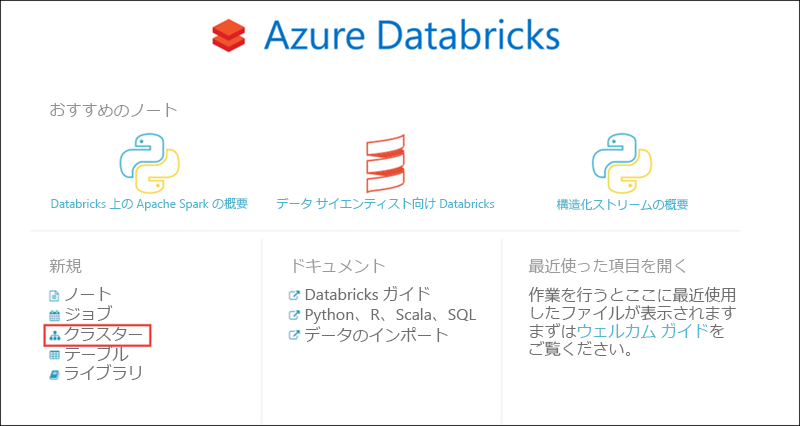 Azure Databricks
おすすめのノート
Databricks 上の Apache Spark の概要
データ サイエンティスト向け Databricks
構造化ストリームの概要
新規
ノート
ジョブ
クラスター
テーブル
ライブラリ
ドキュメント
Databricks ガイド
Python、R、Scala、SQL
データのインポート
最近使った項目を開く
作業を行うとここに最近使用
したファイルが表示されます
まずはウェルカム ガイドを
ご覧ください。